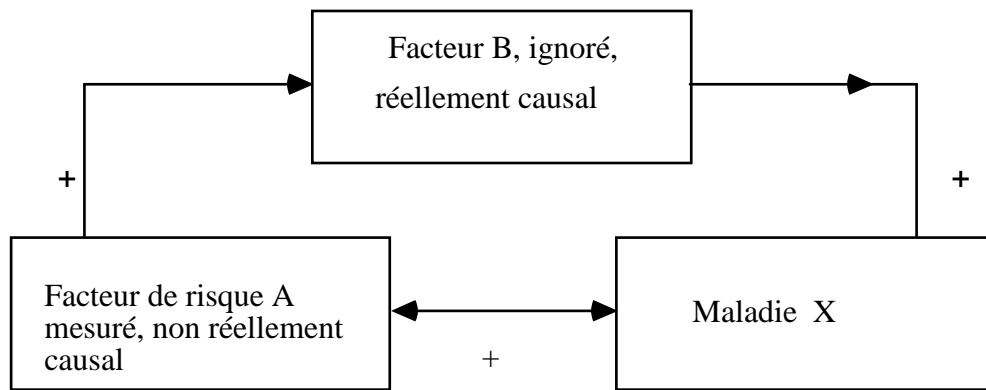 Facteur B, ignoré,
réellement causal
+
+
Facteur de risque A
mesuré, non réellement
causal
Maladie X
+